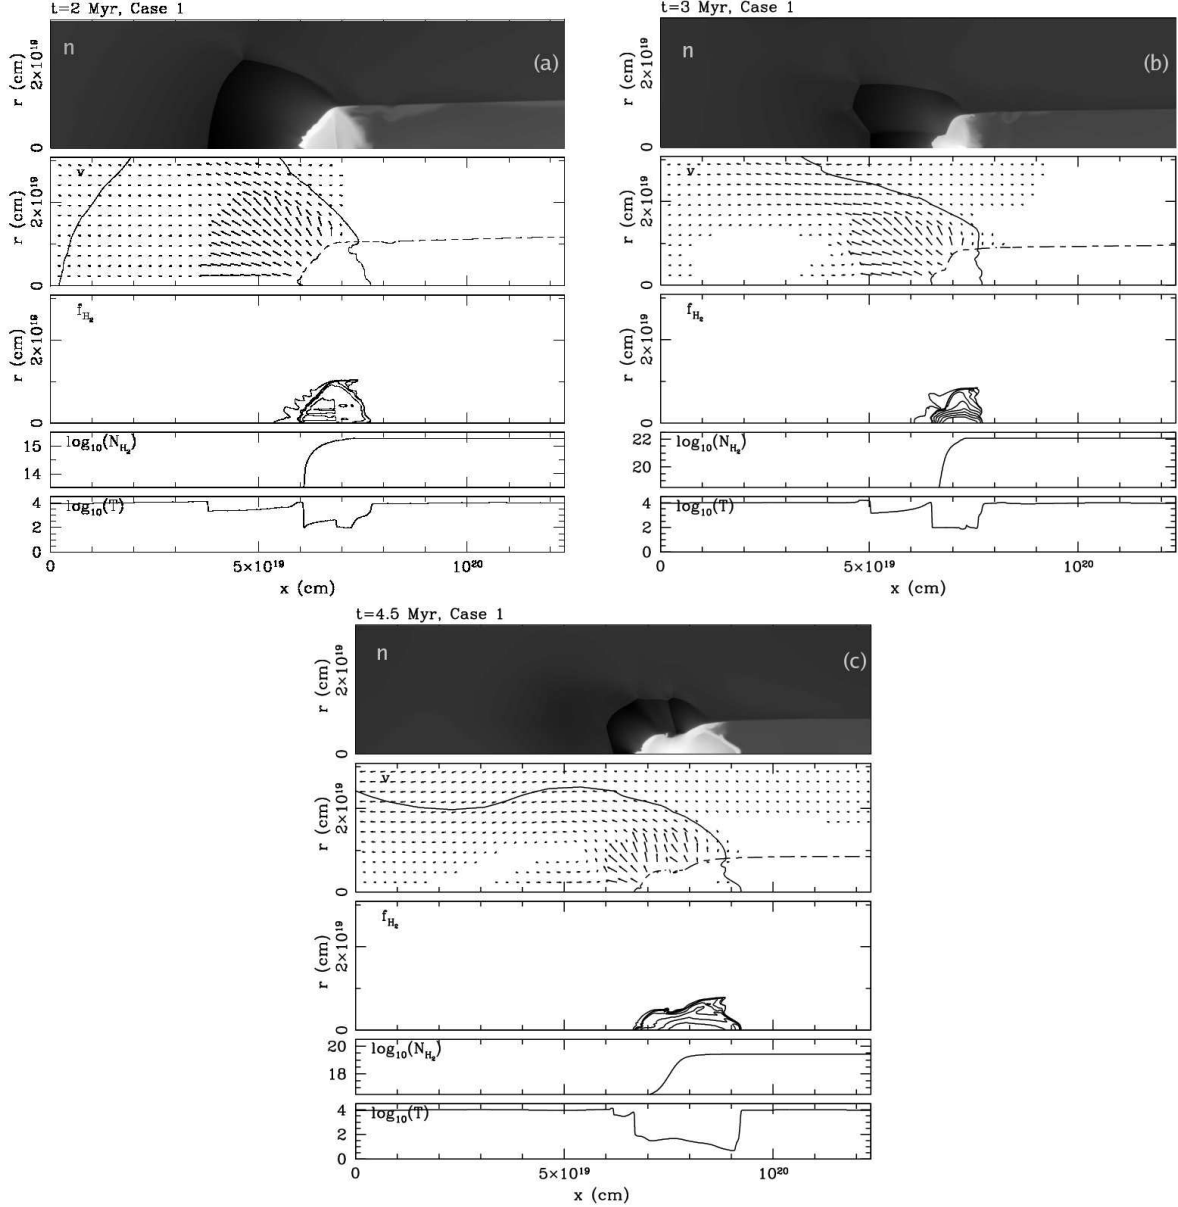 t=2 Myr, Case 1
n
(a)
r (cm)
0
2×10¹⁹
v
r (cm)
0
2×10¹⁹
f_H₂
r (cm)
0
2×10¹⁹
log₁₀(N_H₂)
15
14
log₁₀(T)
4
2
0
0
5×10¹⁹
10²⁰
x (cm)
t=3 Myr, Case 1
n
(b)
r (cm)
0
2×10¹⁹
v
r (cm)
0
2×10¹⁹
f_H₂
r (cm)
0
2×10¹⁹
log₁₀(N_H₂)
22
20
log₁₀(T)
4
2
0
0
5×10¹⁹
10²⁰
x (cm)
t=4.5 Myr, Case 1
n
(c)
r (cm)
0
2×10¹⁹
v
r (cm)
0
2×10¹⁹
f_H₂
r (cm)
0
2×10¹⁹
log₁₀(N_H₂)
20
18
log₁₀(T)
4
2
0
0
5×10¹⁹
10²⁰
x (cm)